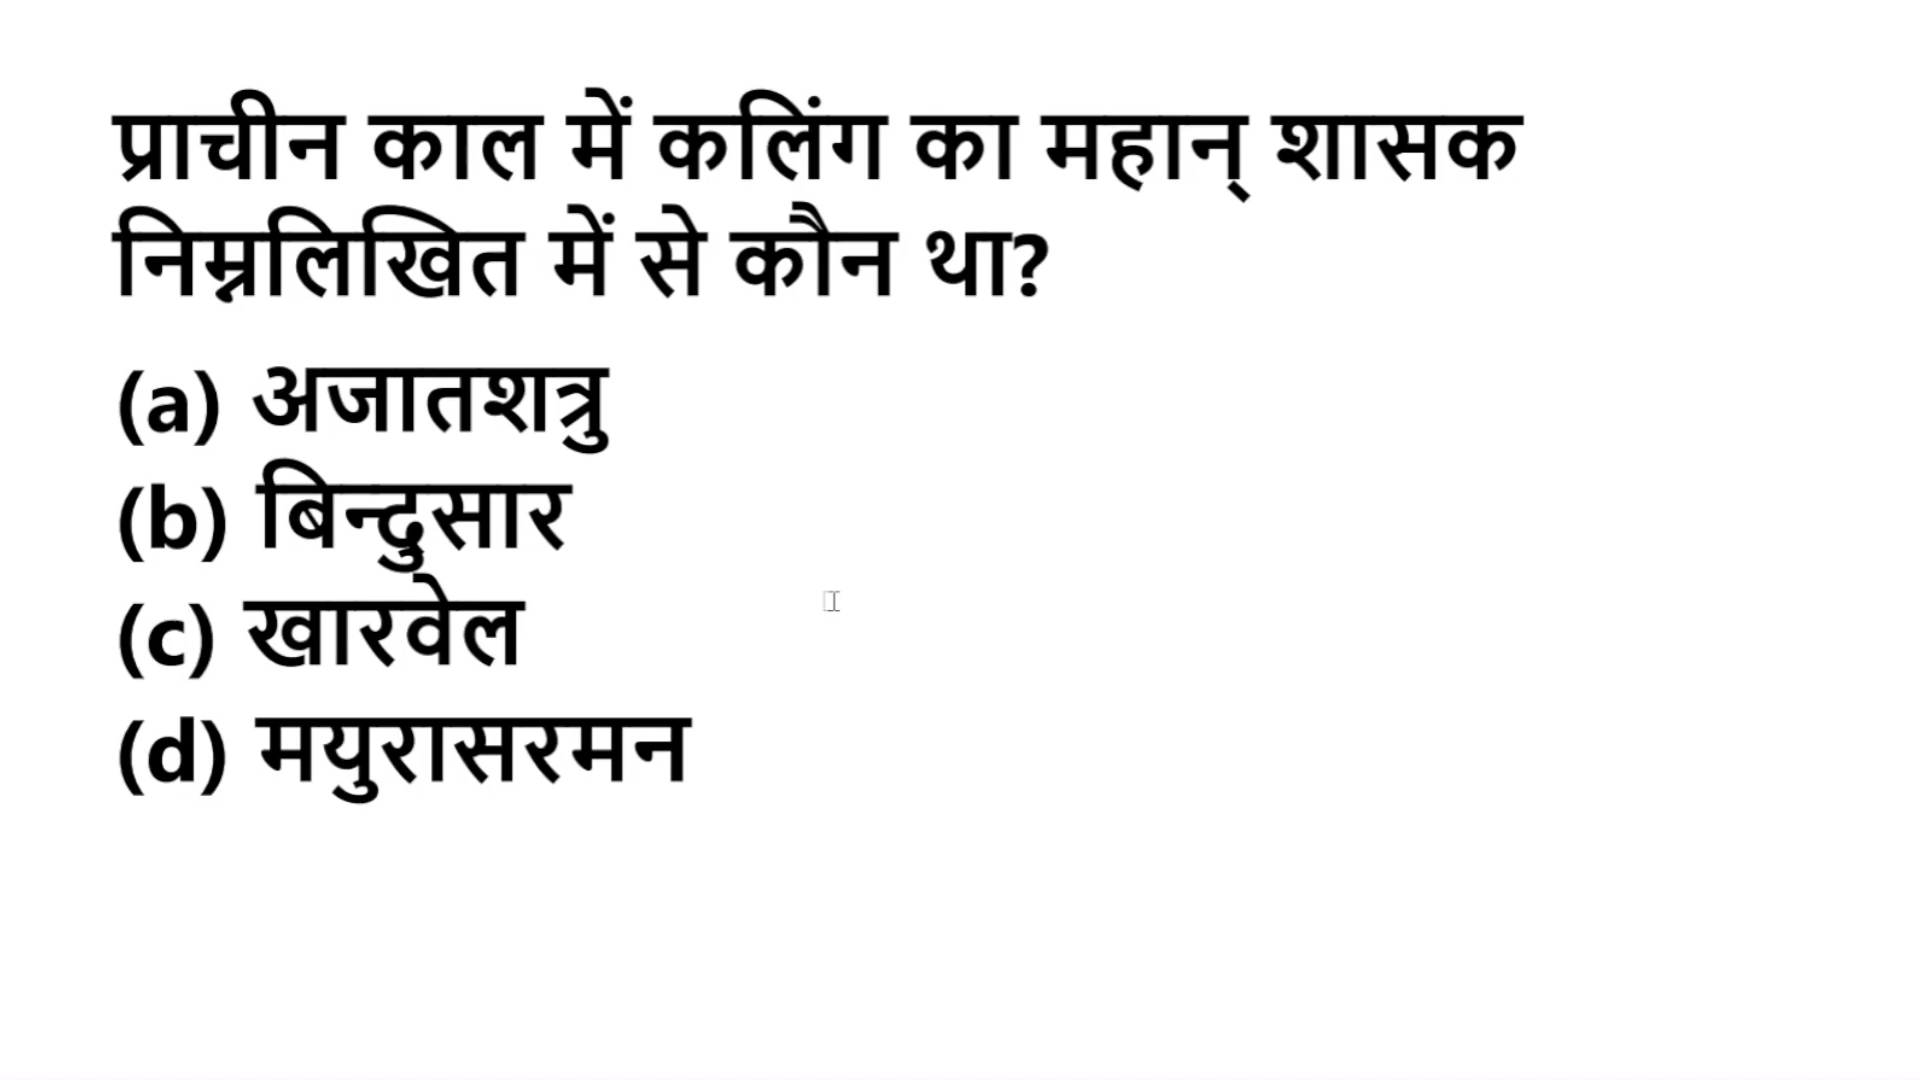 प्राचीन काल में कलिंग का महान् शासक
निम्नलिखित में से कौन था?
(a) अजातशत्रु
(b) बिन्दुसार
(c) खारवेल
(d) मयुरासरमन